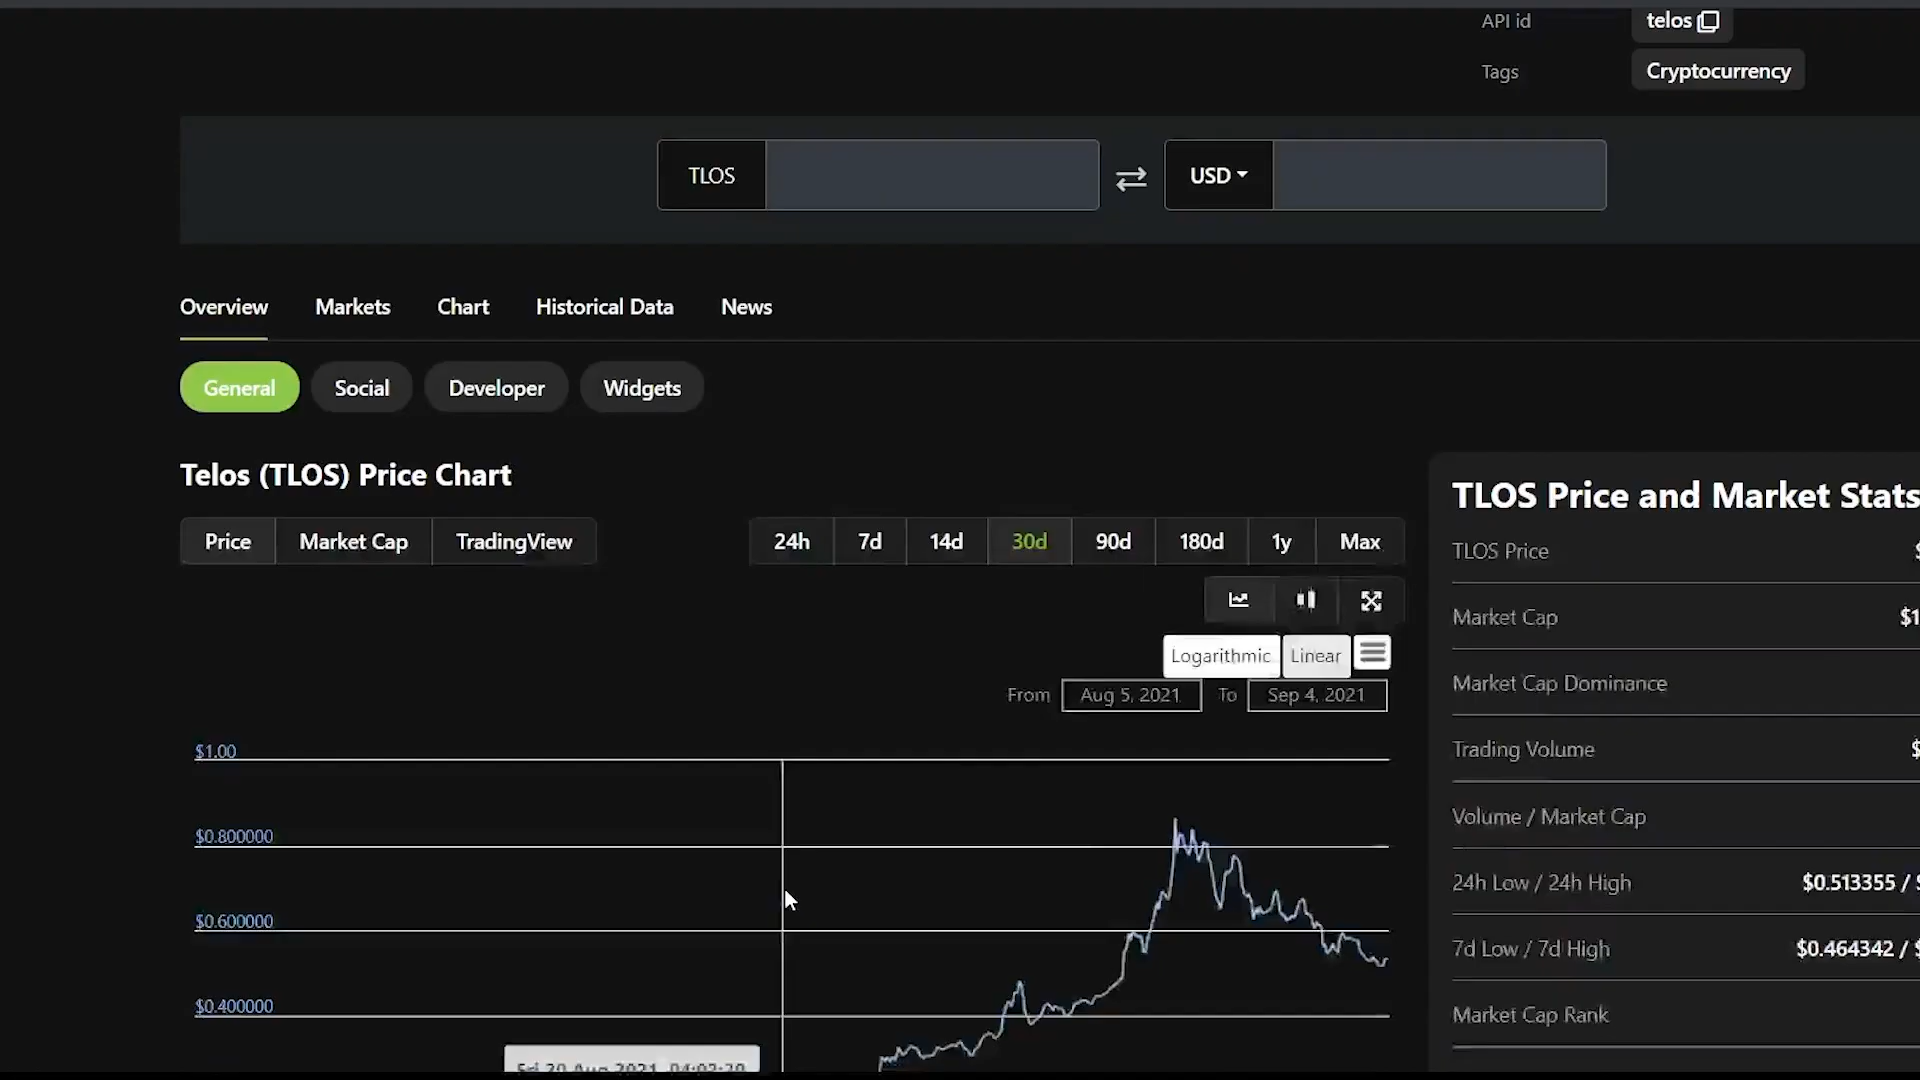 API id telos
Tags Cryptocurrency
TLOS USD
Overview Markets Chart Historical Data News
General Social Developer Widgets
Telos (TLOS) Price Chart
Price Market Cap TradingView 24h 7d 14d 30d 90d 180d 1y Max
Logarithmic Linear
From Aug 5, 2021 To Sep 4, 2021
$1.00
$0.800000
$0.600000
$0.400000
TLOS Price and Market Stats
TLOS Price $
Market Cap $1
Market Cap Dominance
Trading Volume $
Volume / Market Cap
24h Low / 24h High $0.513355 / $
7d Low / 7d High $0.464342 / $
Market Cap Rank